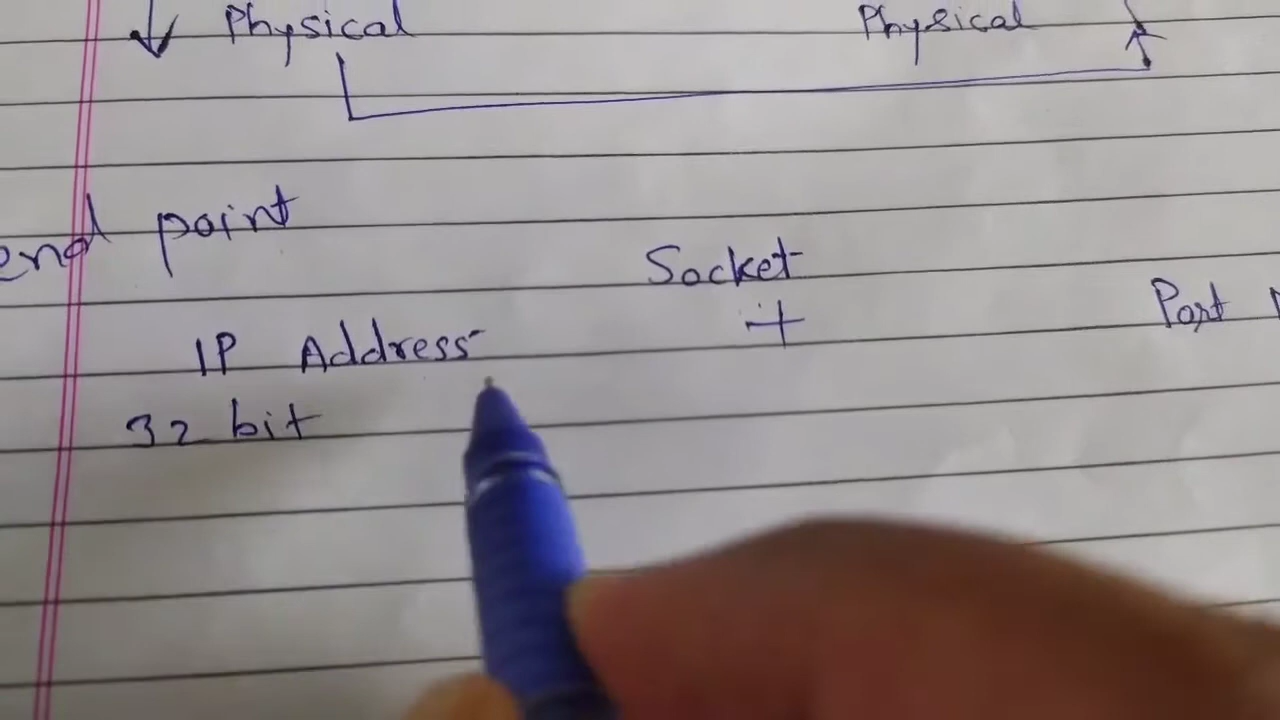 Physical Physical
end point
Socket
IP Address + Port
32 bit